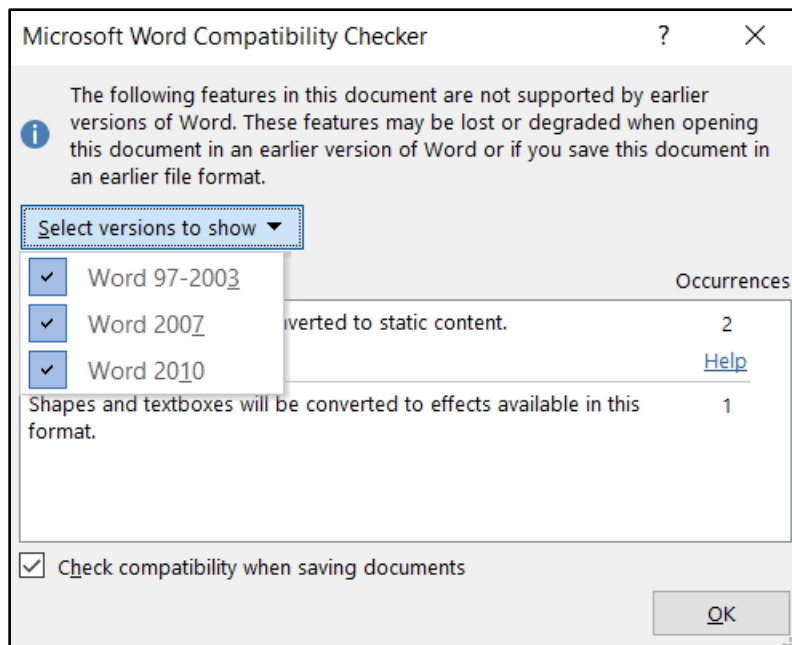 Microsoft Word Compatibility Checker ? ×
The following features in this document are not supported by earlier
versions of Word. These features may be lost or degraded when opening
this document in an earlier version of Word or if you save this document in
an earlier file format.
Select versions to show
Word 97-2003
Occurrences
Word 2007
verted to static content. 2
Word 2010
Help
Shapes and textboxes will be converted to effects available in this 1
format.
Check compatibility when saving documents
OK